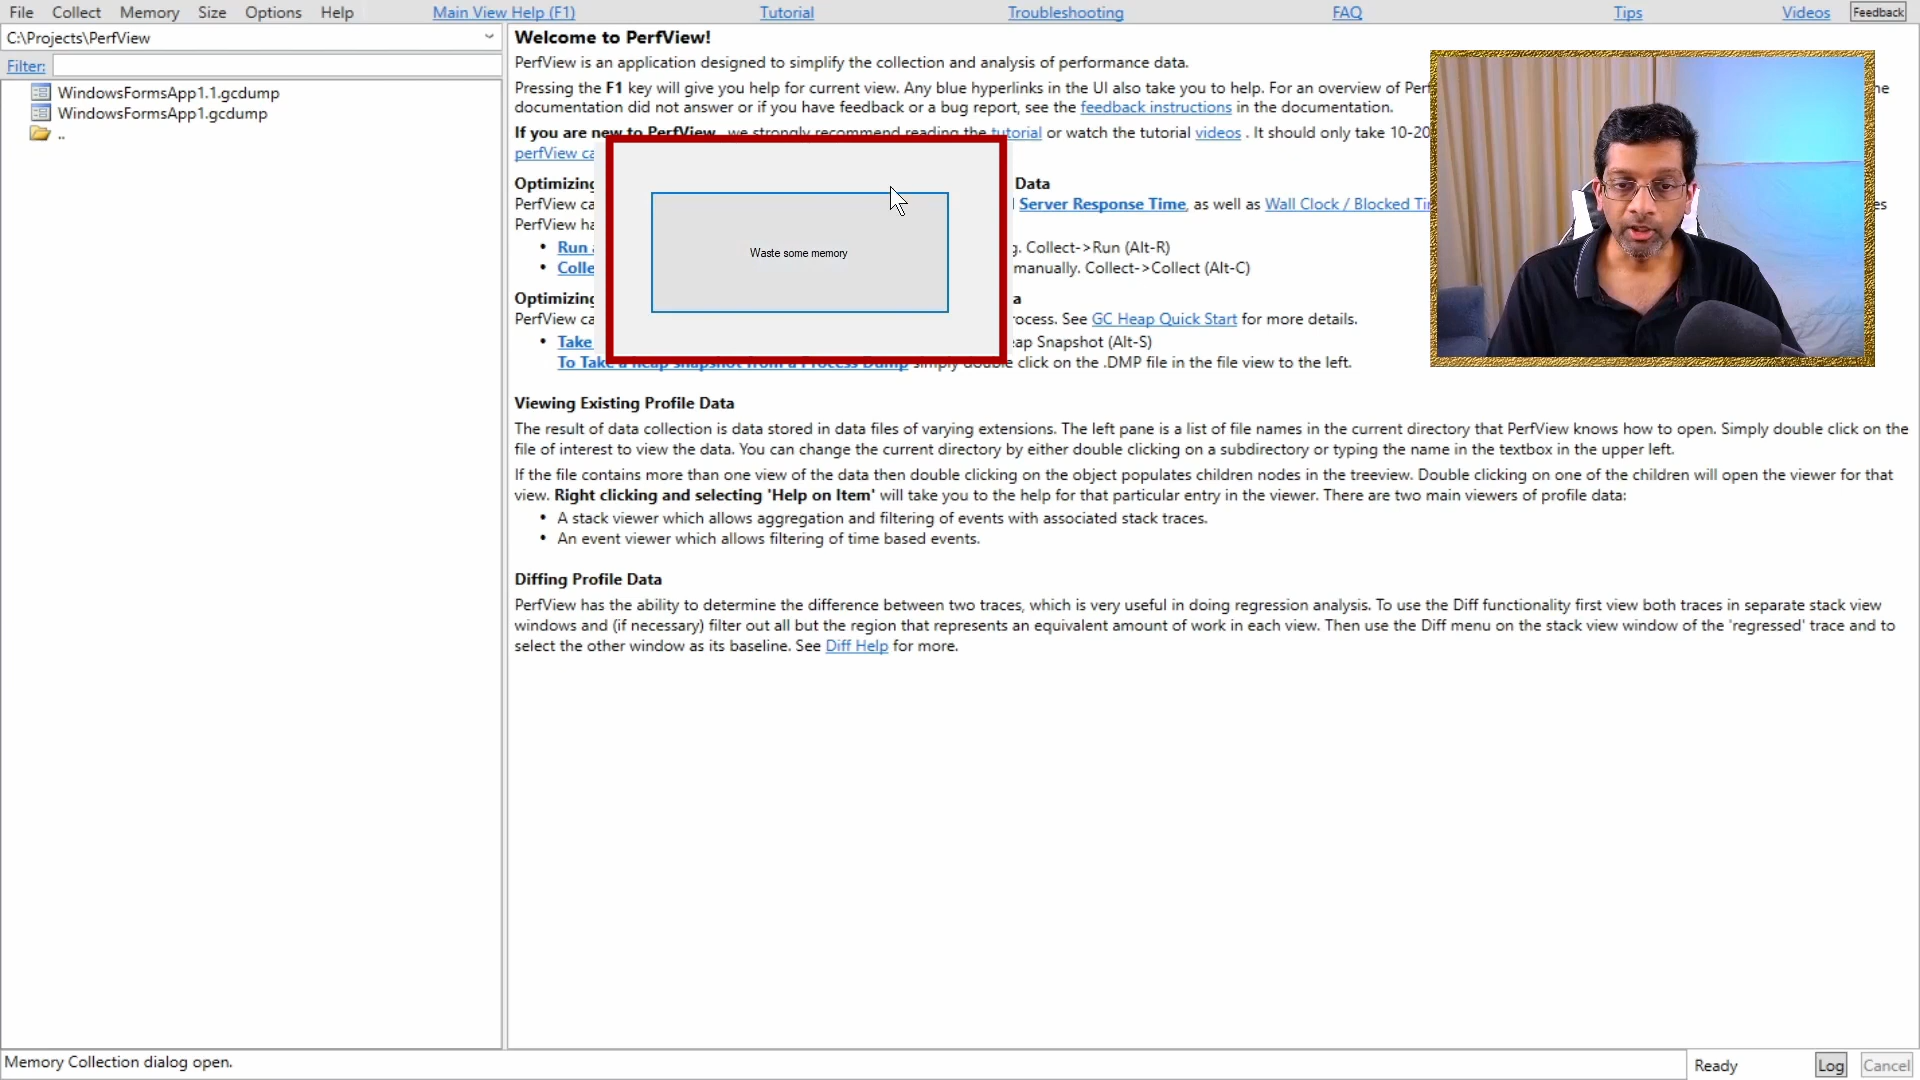 File Collect Memory Size Options Help Main View Help (F1) Tutorial Troubleshooting FAQ Tips Videos Feedback
C:\Projects\PerfView
Filter:
WindowsFormsApp1.1.gcdump
WindowsFormsApp1.gcdump
..
Welcome to PerfView!
PerfView is an application designed to simplify the collection and analysis of performance data.
Pressing the F1 key will give you help for current view. Any blue hyperlinks in the UI also take you to help. For an overview of
documentation did not answer or if you have feedback or a bug report, see the feedback instructions in the documentation.
If you are new to PerfView, we strongly recommend reading the tutorial or watch the tutorial videos . It should only take 10-20
perfView
Optimizing Data
PerfView Server Response Time, as well as Wall Clock / Blocked
PerfView
• Run Collect->Run (Alt-R)
• manually. Collect->Collect (Alt-C)
Optimizing
PerfView See GC Heap Quick Start for more details.
• Take Snapshot (Alt-S)
To Take a heap snapshot from a Process Dump simply double click on the .DMP file in the file view to the left.
Waste some memory
Viewing Existing Profile Data
The result of data collection is data stored in data files of varying extensions. The left pane is a list of file names in the current directory that PerfView knows how to open. Simply double click on the
file of interest to view the data. You can change the current directory by either double clicking on a subdirectory or typing the name in the textbox in the upper left.
If the file contains more than one view of the data then double clicking on the object populates children nodes in the treeview. Double clicking on one of the children will open the viewer for that
view. Right clicking and selecting 'Help on Item' will take you to the help for that particular entry in the viewer. There are two main viewers of profile data:
• A stack viewer which allows aggregation and filtering of events with associated stack traces.
• An event viewer which allows filtering of time based events.
Diffing Profile Data
PerfView has the ability to determine the difference between two traces, which is very useful in doing regression analysis. To use the Diff functionality first view both traces in separate stack view
windows and (if necessary) filter out all but the region that represents an equivalent amount of work in each view. Then use the Diff menu on the stack view window of the 'regressed' trace and to
select the other window as its baseline. See Diff Help for more.
Memory Collection dialog open.
Ready Log Cancel